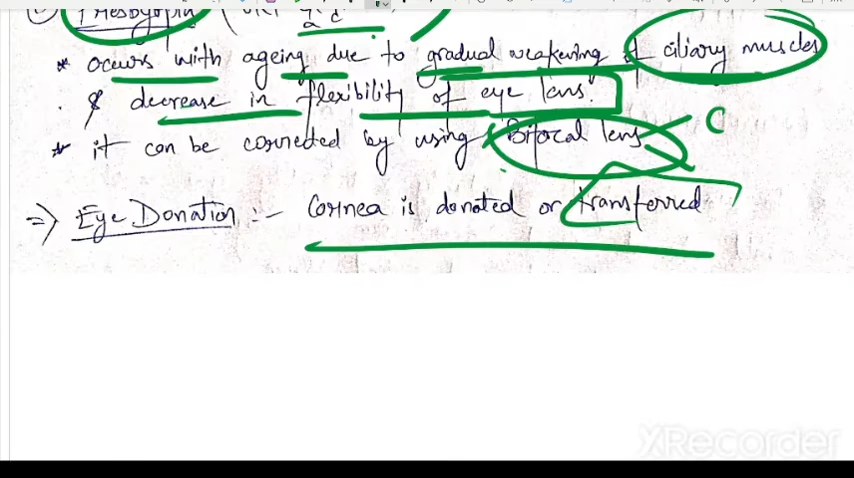 Presbyopia
* occurs with ageing due to gradual weakening of ciliary muscles
& decrease in flexibility of eye lens.
* it can be corrected by using Bifocal lens C
=> Eye Donation :- Cornea is donated or transferred
XRecorder